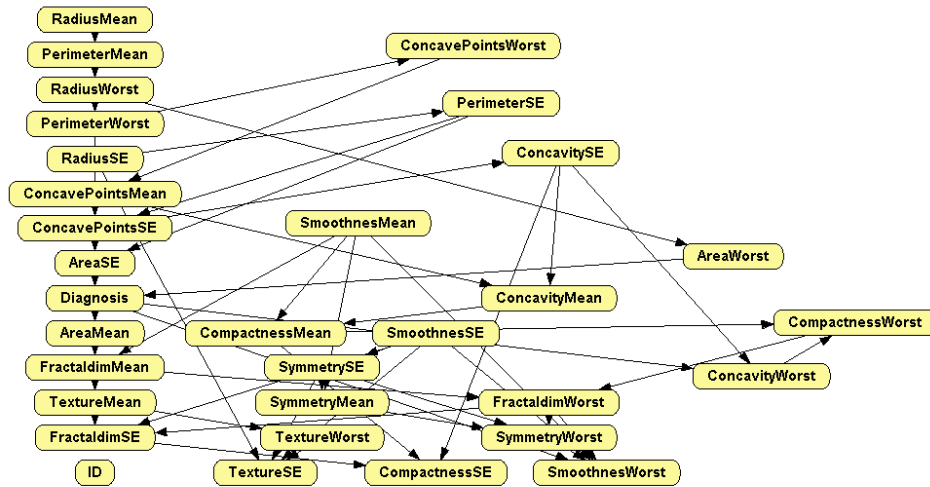 RadiusMean
PerimeterMean
ConcavePointsWorst
RadiusWorst
PerimeterSE
PerimeterWorst
RadiusSE
ConcavitySE
ConcavePointsMean
ConcavePointsSE
SmoothnesMean
AreaSE
AreaWorst
Diagnosis
ConcavityMean
AreaMean
CompactnessMean
SmoothnesSE
CompactnessWorst
FractaldimMean
SymmetrySE
ConcavityWorst
TextureMean
SymmetryMean
FractaldimWorst
FractaldimSE
TextureWorst
SymmetryWorst
ID
TextureSE
CompactnessSE
SmoothnesWorst